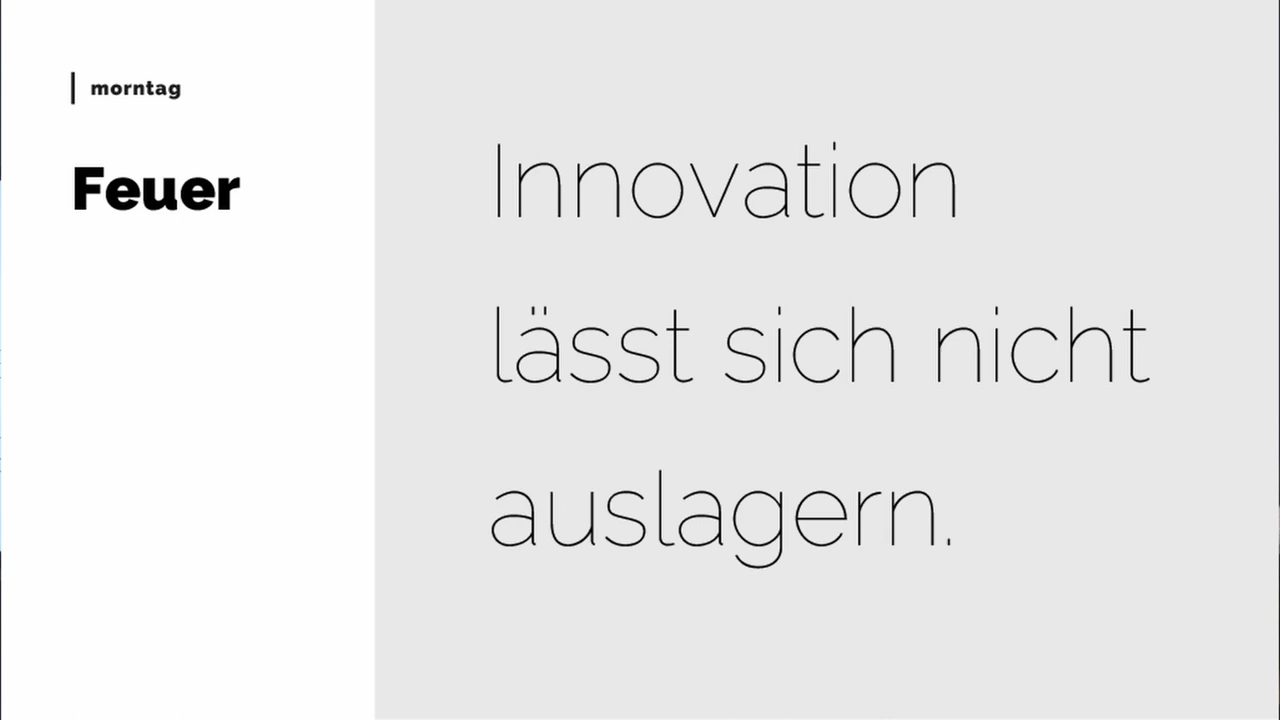 morntag
Feuer
Innovation
lässt sich nicht
auslagern.